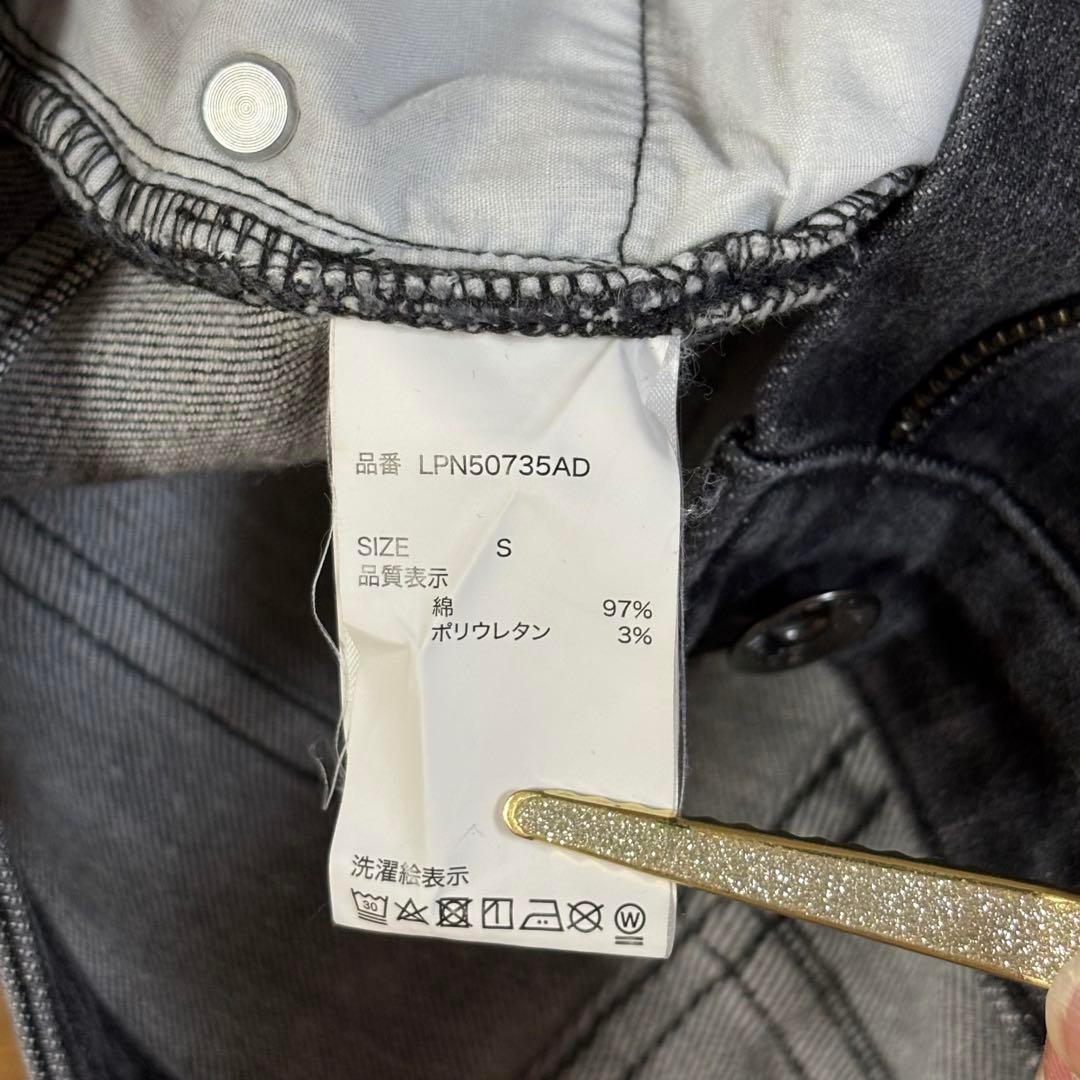 品番 LPN50735AD
SIZE S
品質表示
綿 97%
ポリウレタン 3%
洗濯絵表示
30 W